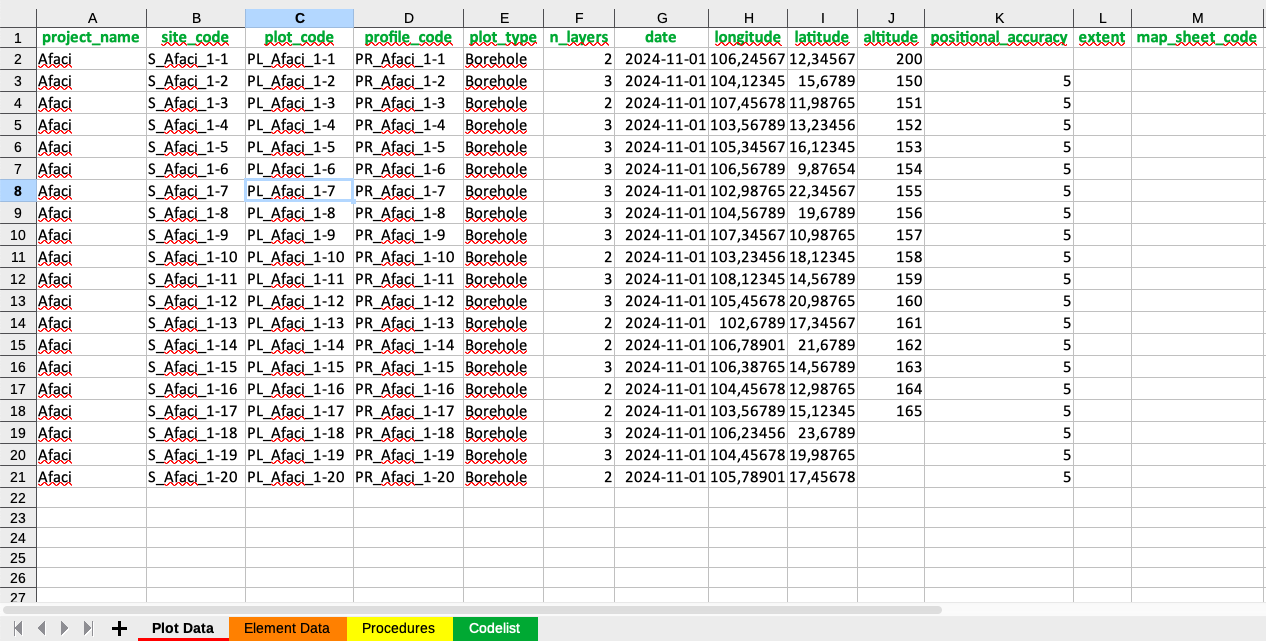 A B C D E F G H I J K L M
1 project_name site_code plot_code profile_code plot_type n_layers date longitude latitude altitude positional_accuracy extent map_sheet_code
2 Afaci S_Afaci_1-1 PL_Afaci_1-1 PR_Afaci_1-1 Borehole 2 2024-11-01 106,24567 12,34567 200
3 Afaci S_Afaci_1-2 PL_Afaci_1-2 PR_Afaci_1-2 Borehole 3 2024-11-01 104,12345 15,6789 150 5
4 Afaci S_Afaci_1-3 PL_Afaci_1-3 PR_Afaci_1-3 Borehole 2 2024-11-01 107,45678 11,98765 151 5
5 Afaci S_Afaci_1-4 PL_Afaci_1-4 PR_Afaci_1-4 Borehole 3 2024-11-01 103,56789 13,23456 152 5
6 Afaci S_Afaci_1-5 PL_Afaci_1-5 PR_Afaci_1-5 Borehole 3 2024-11-01 105,34567 16,12345 153 5
7 Afaci S_Afaci_1-6 PL_Afaci_1-6 PR_Afaci_1-6 Borehole 3 2024-11-01 106,56789 9,87654 154 5
8 Afaci S_Afaci_1-7 PL_Afaci_1-7 PR_Afaci_1-7 Borehole 3 2024-11-01 102,98765 22,34567 155 5
9 Afaci S_Afaci_1-8 PL_Afaci_1-8 PR_Afaci_1-8 Borehole 3 2024-11-01 104,56789 19,6789 156 5
10 Afaci S_Afaci_1-9 PL_Afaci_1-9 PR_Afaci_1-9 Borehole 3 2024-11-01 107,34567 10,98765 157 5
11 Afaci S_Afaci_1-10 PL_Afaci_1-10 PR_Afaci_1-10 Borehole 2 2024-11-01 103,23456 18,12345 158 5
12 Afaci S_Afaci_1-11 PL_Afaci_1-11 PR_Afaci_1-11 Borehole 3 2024-11-01 108,12345 14,56789 159 5
13 Afaci S_Afaci_1-12 PL_Afaci_1-12 PR_Afaci_1-12 Borehole 3 2024-11-01 105,45678 20,98765 160 5
14 Afaci S_Afaci_1-13 PL_Afaci_1-13 PR_Afaci_1-13 Borehole 2 2024-11-01 102,6789 17,34567 161 5
15 Afaci S_Afaci_1-14 PL_Afaci_1-14 PR_Afaci_1-14 Borehole 2 2024-11-01 106,78901 21,6789 162 5
16 Afaci S_Afaci_1-15 PL_Afaci_1-15 PR_Afaci_1-15 Borehole 3 2024-11-01 106,38765 14,56789 163 5
17 Afaci S_Afaci_1-16 PL_Afaci_1-16 PR_Afaci_1-16 Borehole 2 2024-11-01 104,45678 12,98765 164 5
18 Afaci S_Afaci_1-17 PL_Afaci_1-17 PR_Afaci_1-17 Borehole 2 2024-11-01 103,56789 15,12345 165 5
19 Afaci S_Afaci_1-18 PL_Afaci_1-18 PR_Afaci_1-18 Borehole 3 2024-11-01 106,23456 23,6789 5
20 Afaci S_Afaci_1-19 PL_Afaci_1-19 PR_Afaci_1-19 Borehole 3 2024-11-01 104,45678 19,98765 5
21 Afaci S_Afaci_1-20 PL_Afaci_1-20 PR_Afaci_1-20 Borehole 2 2024-11-01 105,78901 17,45678 5
22
23
24
25
26
27
Plot Data Element Data Procedures Codelist